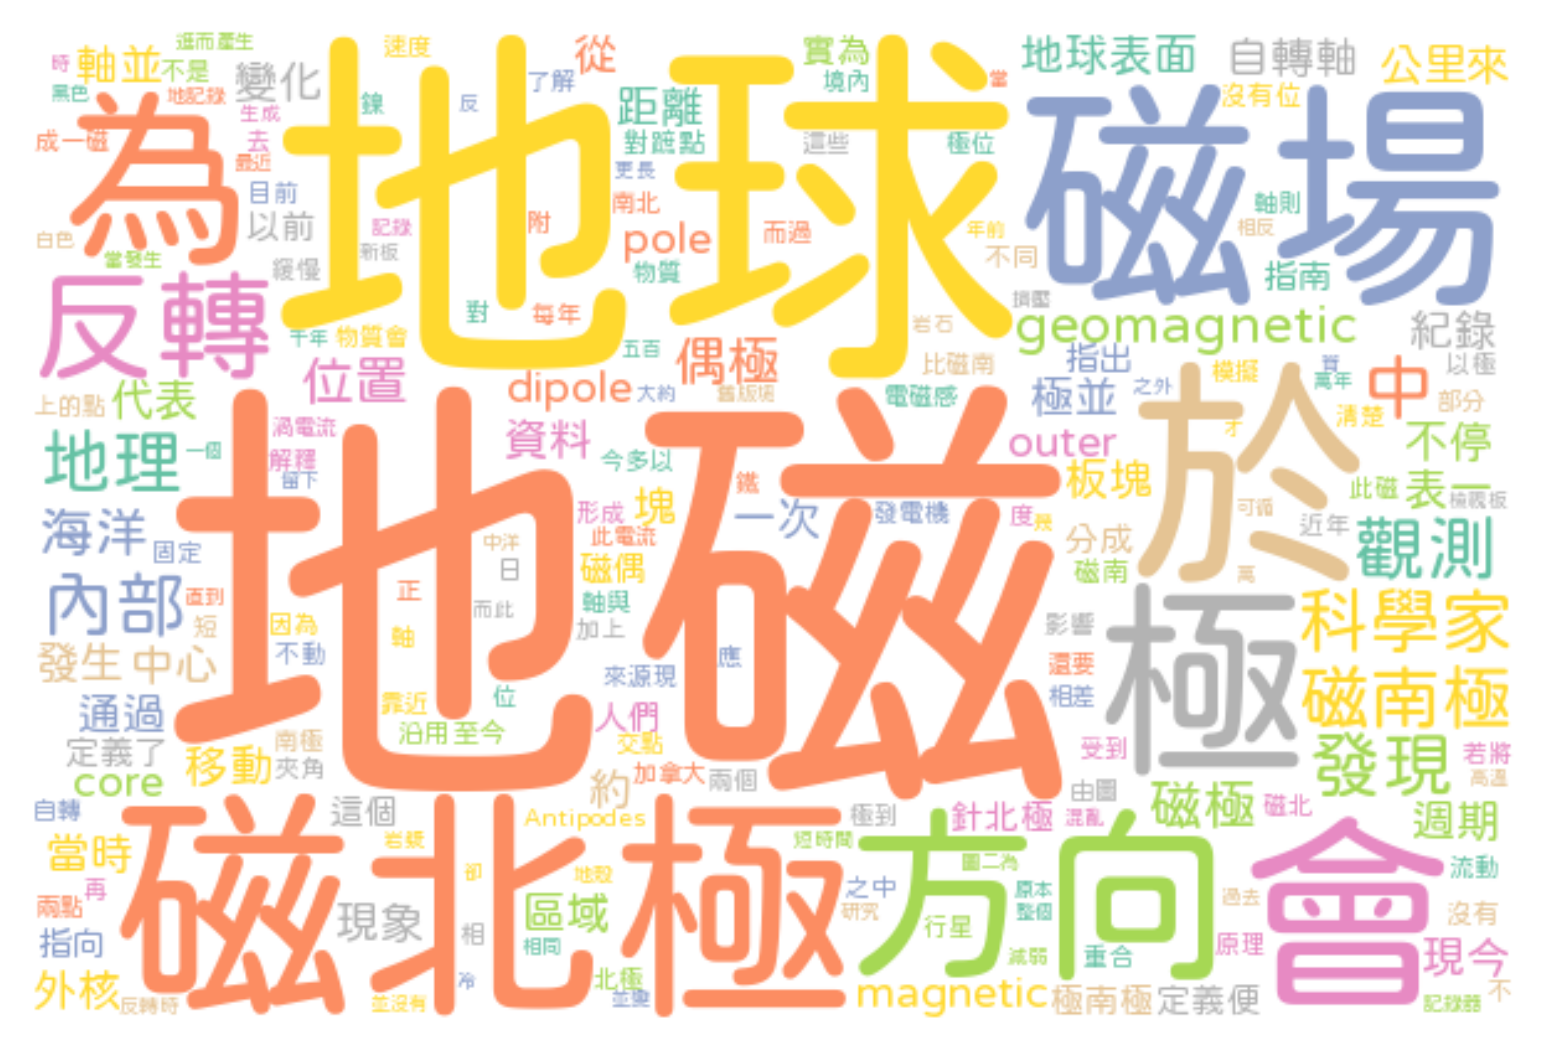 逛而產生
速度
從
實為
地球表面
自轉軸
公里來
時
軸並
不是
變化
了解
境內
當
黑色
地記錄
鎳
反
距離
沒有位
為
生成
地球
磁場
成一磁
去
對蹠點
這些
極位
最近
更長
目前
南北
軸則
以前
記錄
附
pole
而過
年前
相反
白色
當發生
新板
不同
緩慢
物質
指南
反轉
對
每年
岩石
geomagnetic
紀錄
千年
物質會
五百
偶極
比磁南
指出
以極
位置
dipole
大約
電磁感
極並
之外
模擬
萬年
中
部分
上的點
代表
渦電流
資料
outer
於
才
清楚
不停
地理
一個
解釋
今多以
地磁
板塊
此磁
表一
留下
鐵
形成
塊
一次
發電機
度
可循
近年
海洋
固定
中洋
此電流
分成
觀測
日
磁偶
磁南
內部
直到
正
而此
軸與
極
科學家
短
因為
軸
加上
影響
發生
中心
不動
應
還要
來源現
磁南極
通過
靠近
位
人們
相差
沿用至今
定義了
移動
南極
交點
受到
發現
若將
core
夾角
約
加拿大
兩個
由圖
高溫
自轉
磁北極
這個
Antipodes
極到
針北極
混亂
磁極
磁北
週期
當時
岩漿
短時間
方向
會
再
卻
地殼
圖二為
流動
兩點
現象
區域
之中
原本
過去
研究
整個
沒有
指向
相
相同
行星
原理
現今
外核
冷
北極
減弱
重合
不
反轉時
並沒有
並變
magnetic
極南極
定義便
記錄器